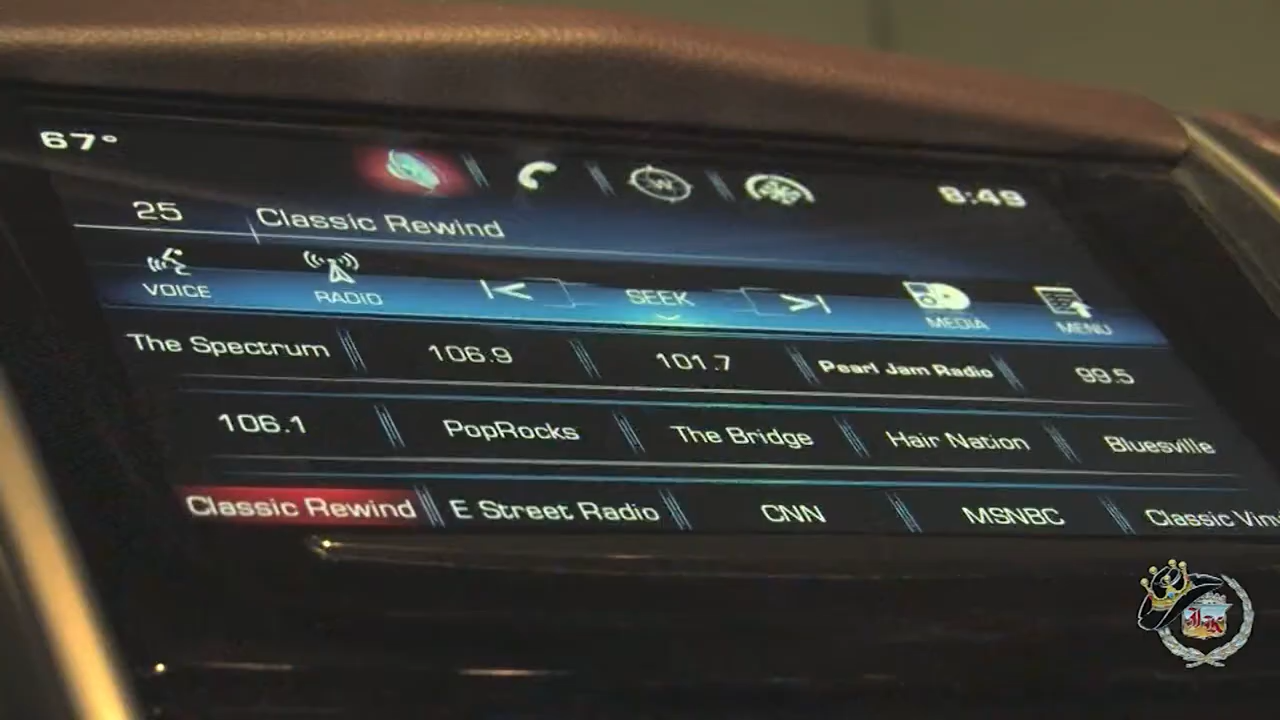 67° 8:49
25 Classic Rewind
VOICE RADIO SEEK MEDIA MENU
The Spectrum 106.9 101.7 Pearl Jam Radio 99.5
106.1 PopRocks The Bridge Hair Nation Bluesville
Classic Rewind E Street Radio CNN MSNBC Classic Viny